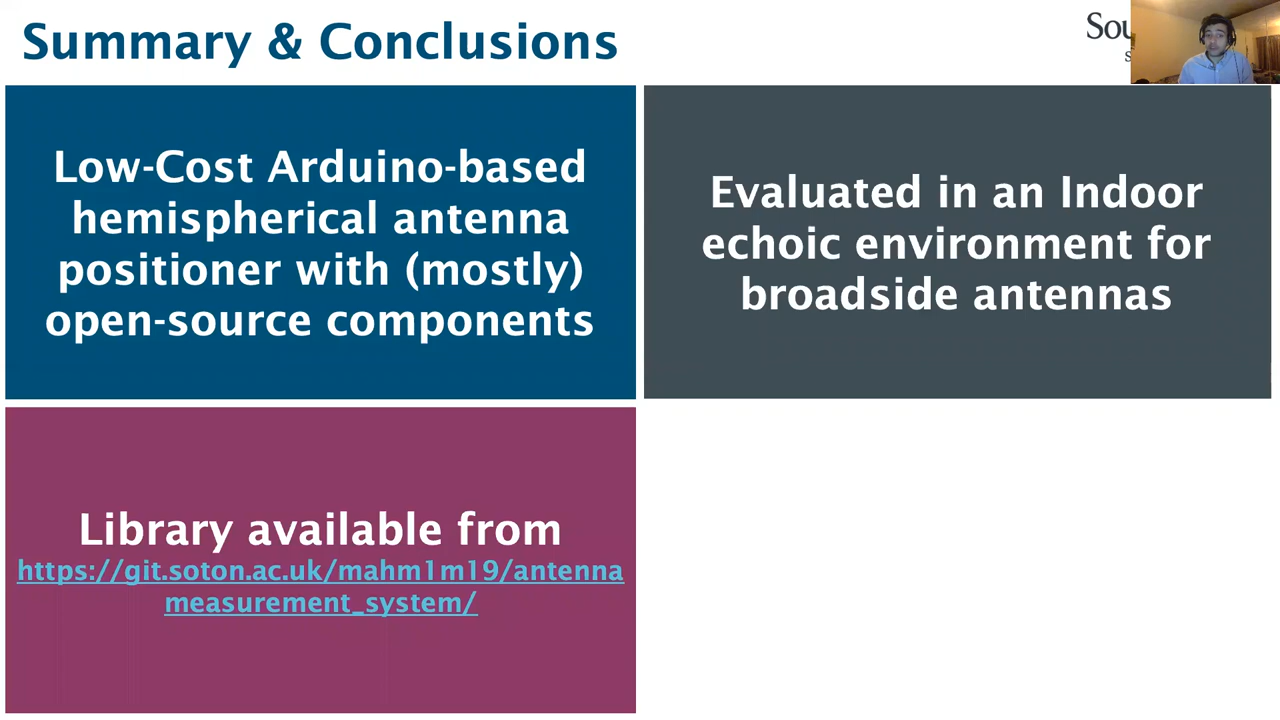 Summary & Conclusions
Low-Cost Arduino-based
hemispherical antenna
positioner with (mostly)
open-source components
Evaluated in an Indoor
echoic environment for
broadside antennas
Library available from
https://git.soton.ac.uk/mahm1m19/antenna
measurement_system/